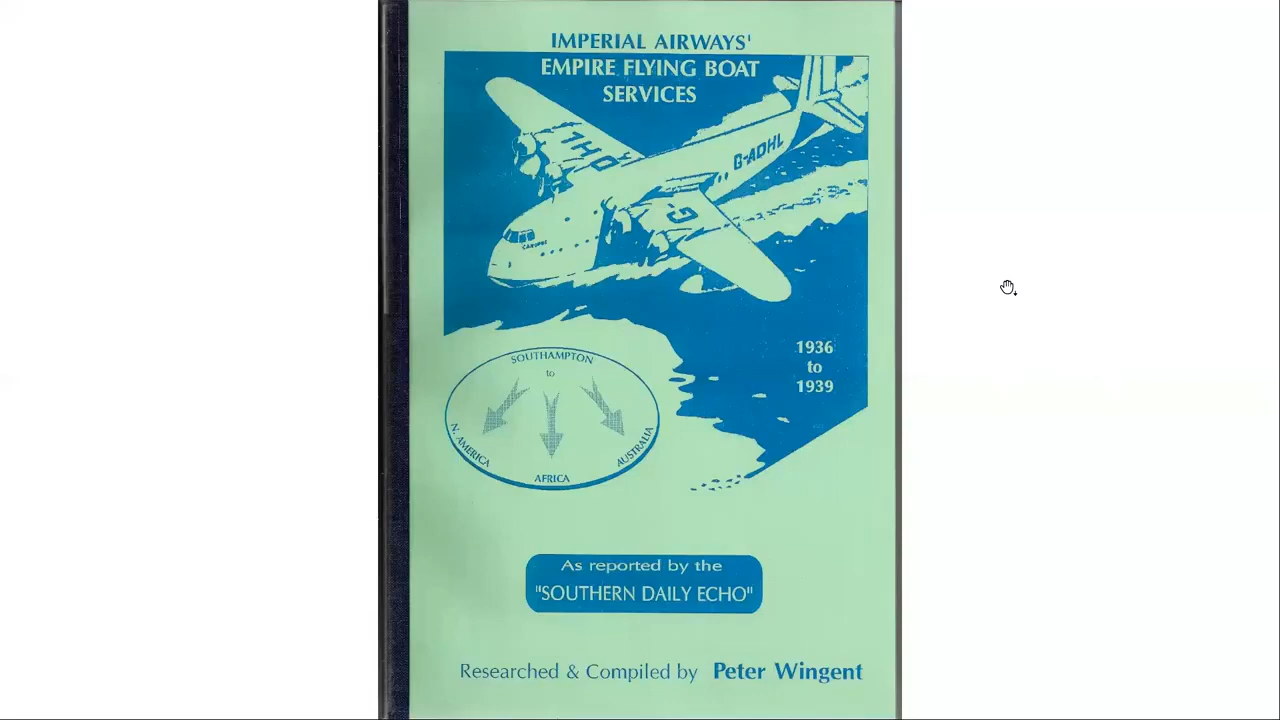 IMPERIAL AIRWAYS'
EMPIRE FLYING BOAT
SERVICES
G-ADHL
G
ADHL
CANOPUS
1936
to
1939
SOUTHAMPTON
to
N. AMERICA
AFRICA
AUSTRALIA
As reported by the
"SOUTHERN DAILY ECHO"
Researched & Compiled by Peter Wingent